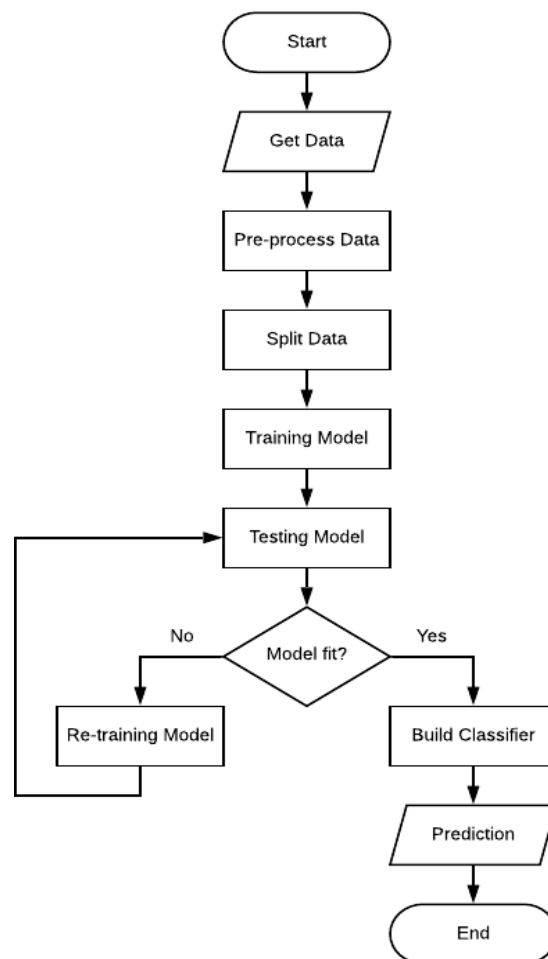 Start
Get Data
Pre-process Data
Split Data
Training Model
Testing Model
Model fit?
No
Yes
Re-training Model
Build Classifier
Prediction
End